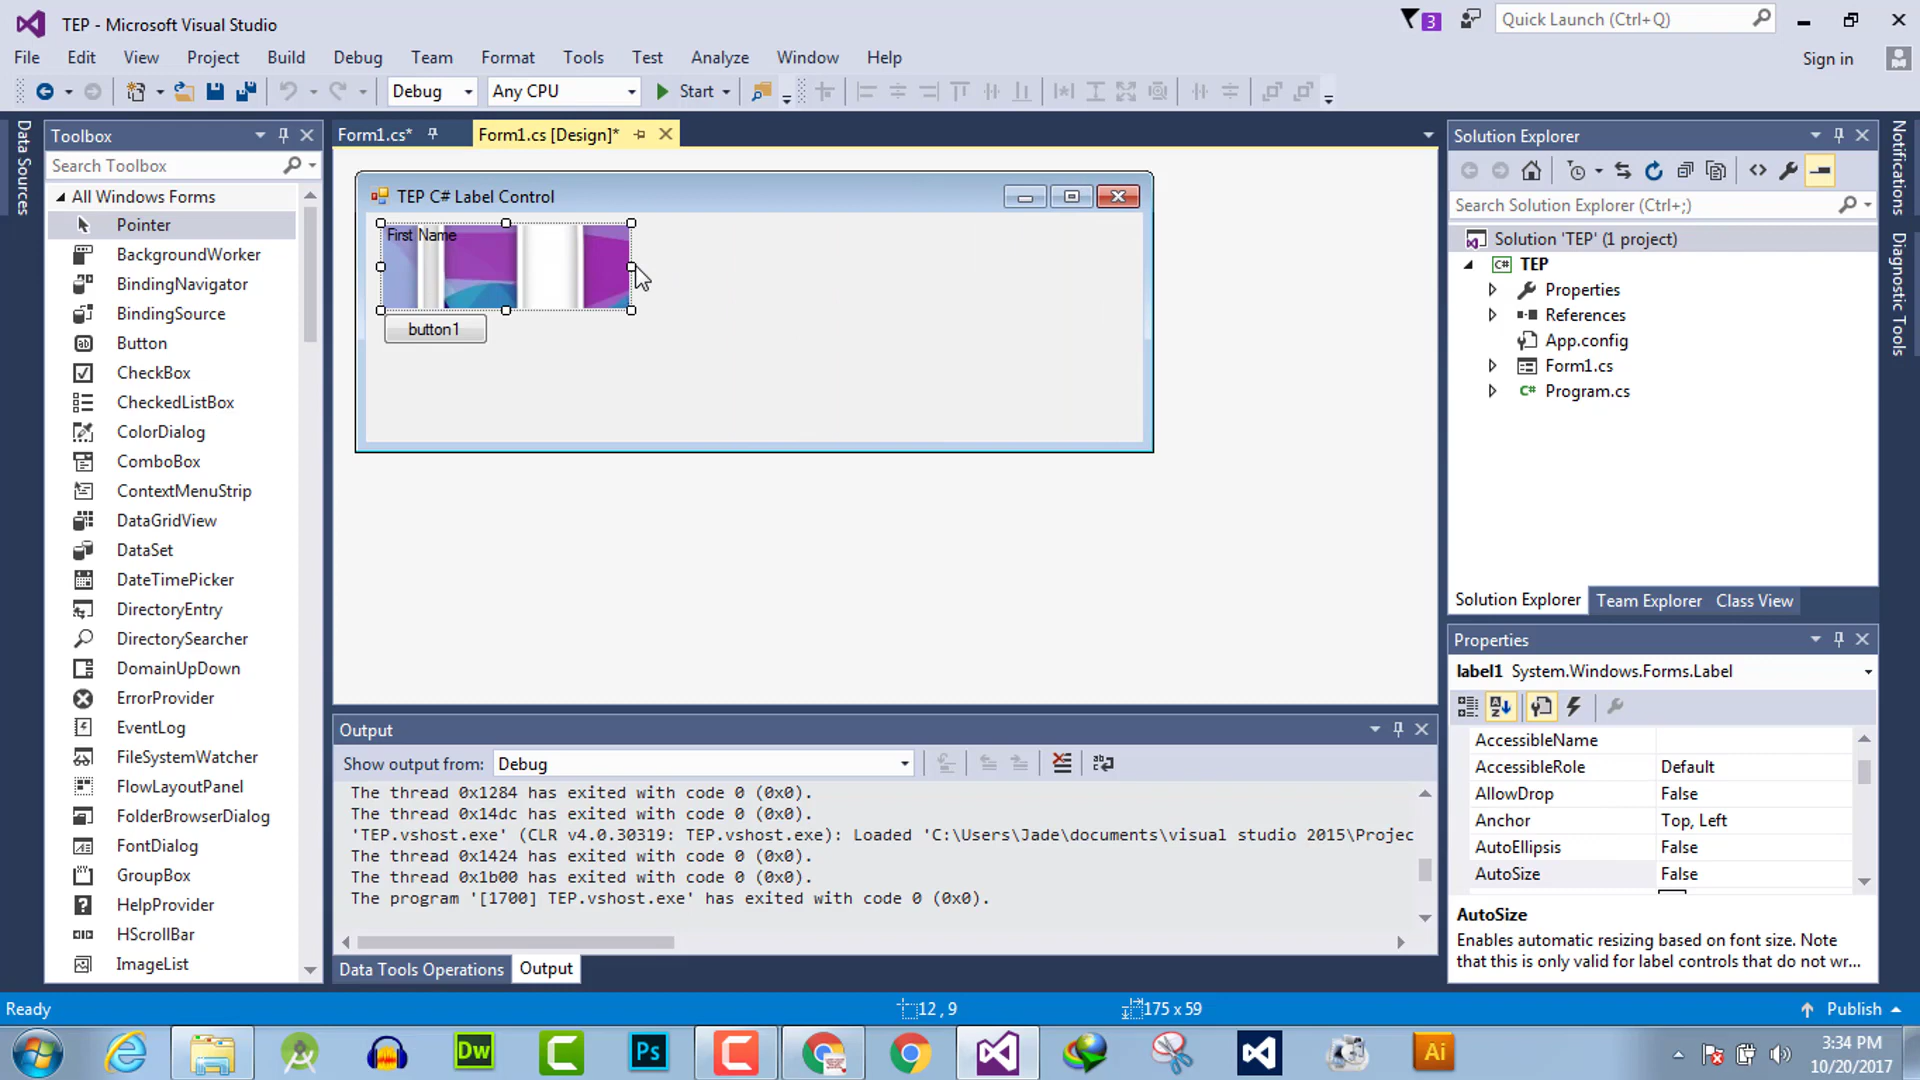 TEP - Microsoft Visual Studio
3
Quick Launch (Ctrl+Q)
File Edit View Project Build Debug Team Format Tools Test Analyze Window Help
Sign in
Debug Any CPU Start
Data Sources
Toolbox
Search Toolbox
All Windows Forms
Pointer
BackgroundWorker
BindingNavigator
BindingSource
Button
CheckBox
CheckedListBox
ColorDialog
ComboBox
ContextMenuStrip
DataGridView
DataSet
DateTimePicker
DirectoryEntry
DirectorySearcher
DomainUpDown
ErrorProvider
EventLog
FileSystemWatcher
FlowLayoutPanel
FolderBrowserDialog
FontDialog
GroupBox
HelpProvider
HScrollBar
ImageList
Form1.cs* Form1.cs [Design]*
TEP C# Label Control
First Name
button1
Output
Show output from: Debug
The thread 0x1284 has exited with code 0 (0x0).
The thread 0x14dc has exited with code 0 (0x0).
'TEP.vshost.exe' (CLR v4.0.30319: TEP.vshost.exe): Loaded 'C:\Users\Jade\documents\visual studio 2015\Projec
The thread 0x1424 has exited with code 0 (0x0).
The thread 0x1b00 has exited with code 0 (0x0).
The program '[1700] TEP.vshost.exe' has exited with code 0 (0x0).
Data Tools Operations Output
Solution Explorer
Search Solution Explorer (Ctrl+;)
Solution 'TEP' (1 project)
C# TEP
Properties
References
App.config
Form1.cs
C# Program.cs
Solution Explorer Team Explorer Class View
Properties
label1 System.Windows.Forms.Label
AccessibleName
AccessibleRole Default
AllowDrop False
Anchor Top, Left
AutoEllipsis False
AutoSize False
AutoSize
Enables automatic resizing based on font size. Note
that this is only valid for label controls that do not wr...
Notifications
Diagnostic Tools
Ready
12 , 9
175 x 59
Publish
Dw
Ps
Ai
3:34 PM
10/20/2017